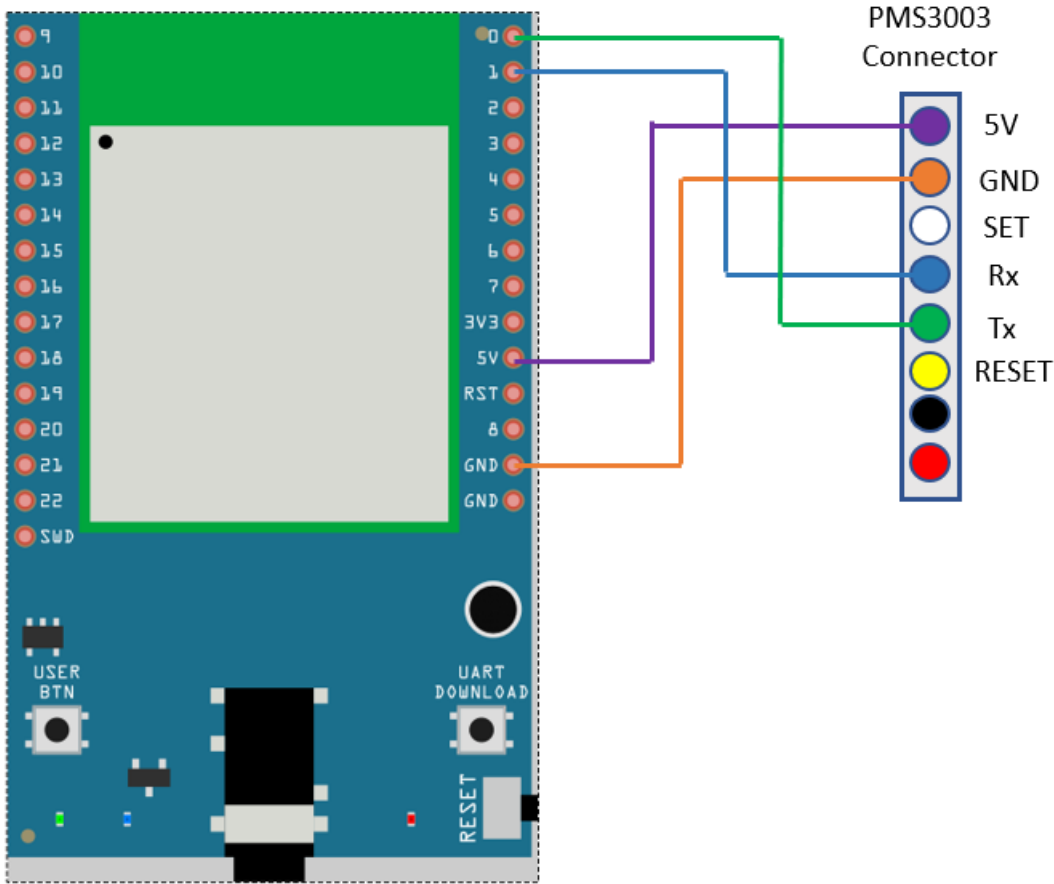 PMS3003
Connector
9
10
11
12
13
14
15
16
17
18
19
20
21
22
SWD
0
1
2
3
4
5
6
7
3V3
5V
RST
8
GND
GND
5V
GND
SET
Rx
Tx
RESET
USER
BTN
UART
DOWNLOAD
RESET